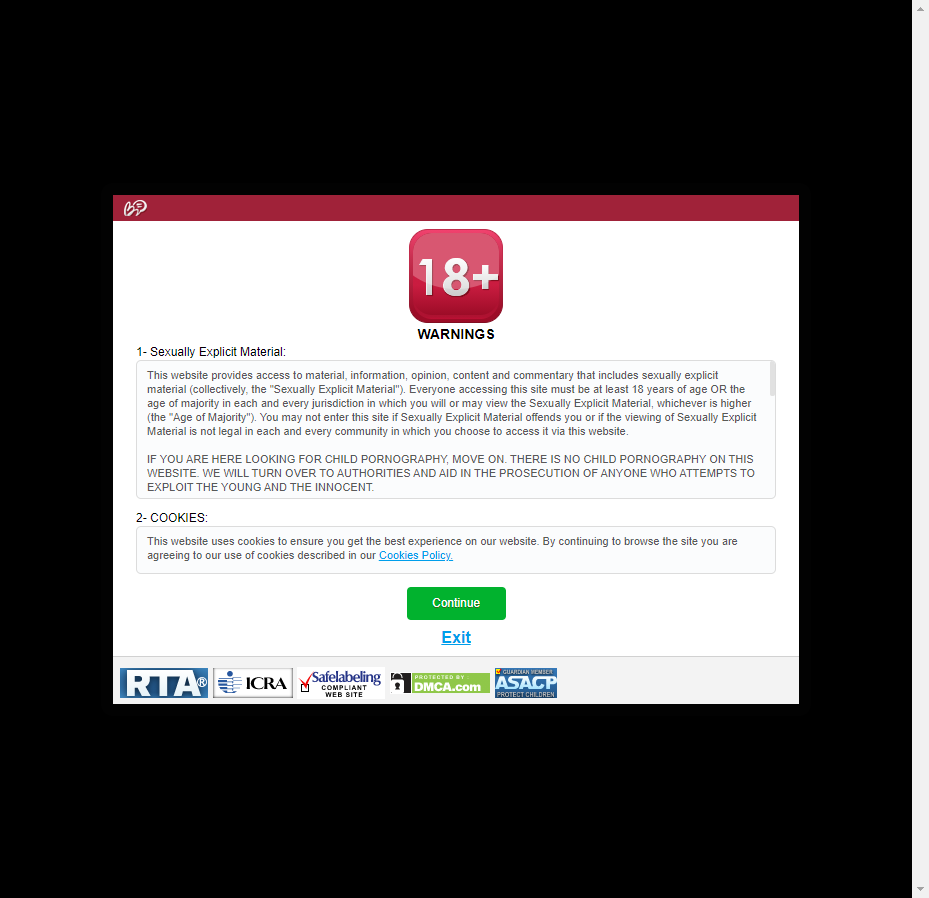 18+
WARNINGS
1- Sexually Explicit Material:
This website provides access to material, information, opinion, content and commentary that includes sexually explicit
material (collectively, the "Sexually Explicit Material"). Everyone accessing this site must be at least 18 years of age OR the
age of majority in each and every jurisdiction in which you will or may view the Sexually Explicit Material, whichever is higher
(the "Age of Majority"). You may not enter this site if Sexually Explicit Material offends you or if the viewing of Sexually Explicit
Material is not legal in each and every community in which you choose to access it via this website.
IF YOU ARE HERE LOOKING FOR CHILD PORNOGRAPHY, MOVE ON. THERE IS NO CHILD PORNOGRAPHY ON THIS
WEBSITE. WE WILL TURN OVER TO AUTHORITIES AND AID IN THE PROSECUTION OF ANYONE WHO ATTEMPTS TO
EXPLOIT THE YOUNG AND THE INNOCENT.
2- COOKIES:
This website uses cookies to ensure you get the best experience on our website. By continuing to browse the site you are
agreeing to our use of cookies described in our Cookies Policy.
Continue
Exit
RTA®
ICRA
Safelabeling
COMPLIANT
WEB SITE
PROTECTED BY
DMCA.com
GUARDIAN MEMBER
ASACP
PROTECT CHILDREN